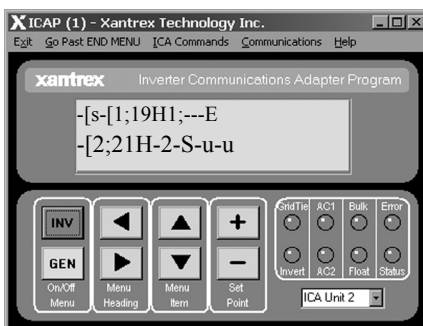 X ICAP (1) - Xantrex Technology Inc.
Exit Go Past END MENU ICA Commands Communications Help
xantrex Inverter Communications Adapter Program
-[s-[1;19H1;---E
-[2;21H-2-S-u-u
GridTie AC1 Bulk Error
INV +
GEN -
Invert AC2 Float Status
On/Off Menu Menu Set
Menu Heading Item Point
ICA Unit 2